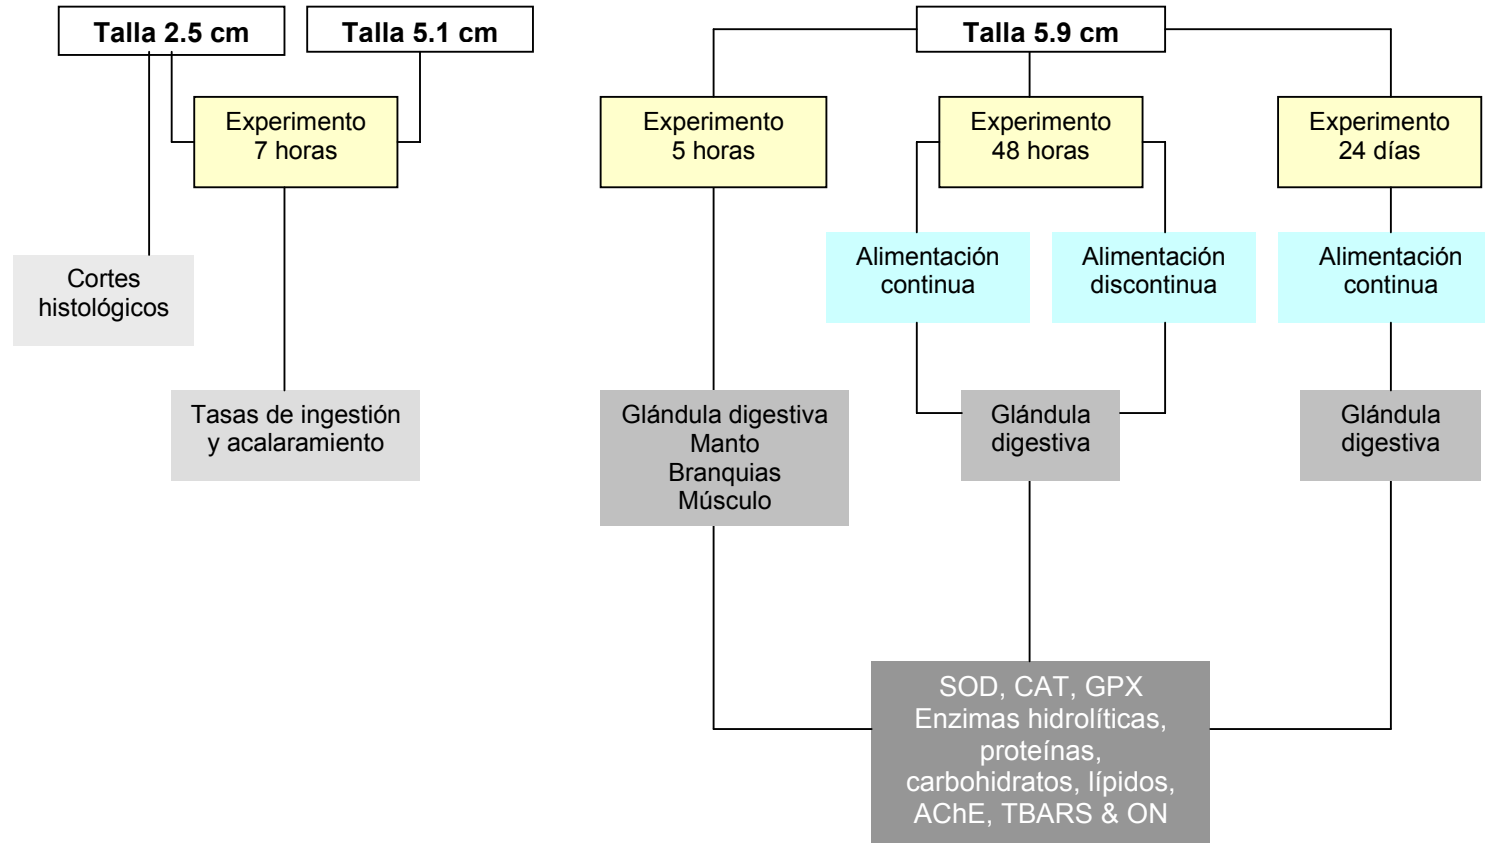 Talla 2.5 cm
Talla 5.1 cm
Talla 5.9 cm
Experimento
7 horas
Experimento
5 horas
Experimento
48 horas
Experimento
24 días
Cortes
histológicos
Alimentación
continua
Alimentación
discontinua
Alimentación
continua
Tasas de ingestión
y acalaramiento
Glándula digestiva
Manto
Branquias
Músculo
Glándula
digestiva
Glándula
digestiva
SOD, CAT, GPX
Enzimas hidrolíticas,
proteínas,
carbohidratos, lípidos,
AChE, TBARS & ON